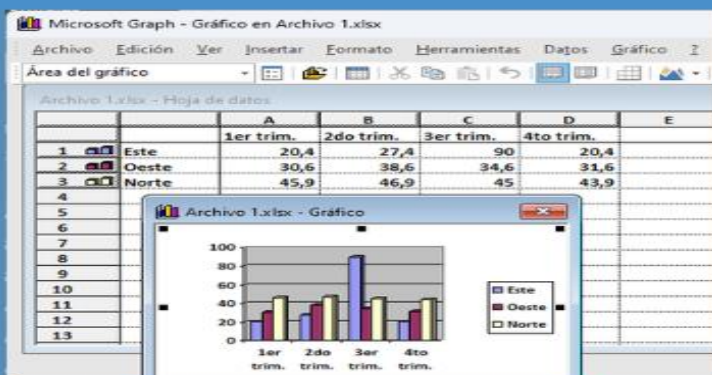 Microsoft Graph - Gráfico en Archivo 1.xlsx
Archivo Edición Ver Insertar Formato Herramientas Datos Gráfico ?
Área del gráfico
Archivo 1.xlsx - Hoja de datos
A B C D E
1er trim. 2do trim. 3er trim. 4to trim.
1 Este 20,4 27,4 90 20,4
2 Oeste 30,6 38,6 34,6 31,6
3 Norte 45,9 46,9 45 43,9
4
5
6
7
8
9
10
11
12
13
Archivo 1.xlsx - Gráfico
100
80
60
40
20
0
1er trim. 2do trim. 3er trim. 4to trim.
Este
Oeste
Norte